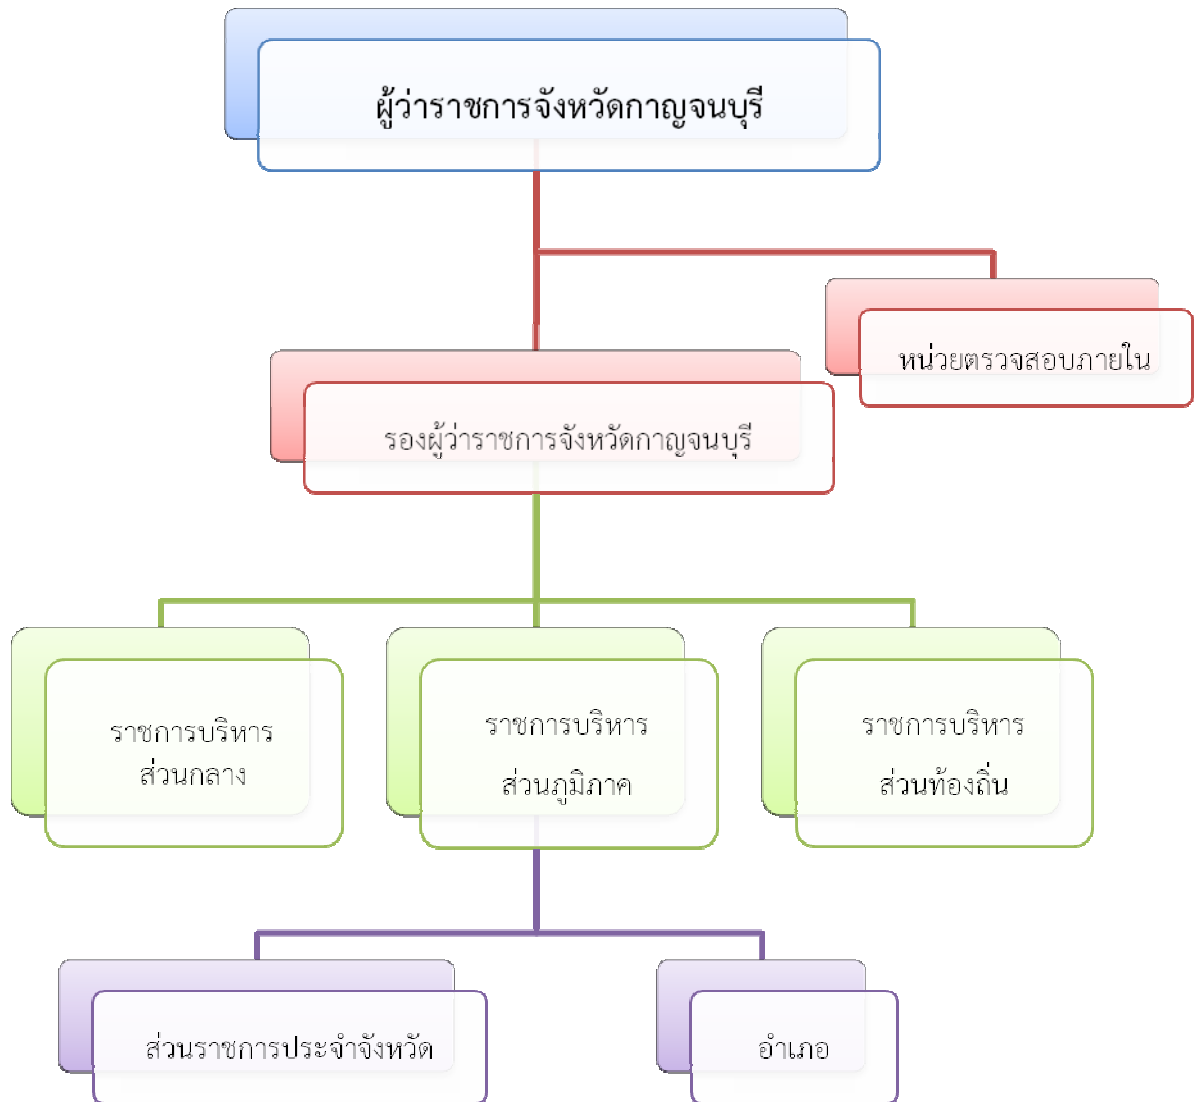 ผู้ว่าราชการจังหวัดกาญจนบุรี
หน่วยตรวจสอบภายใน
รองผู้ว่าราชการจังหวัดกาญจนบุรี
ราชการบริหาร
ส่วนกลาง
ราชการบริหาร
ส่วนภูมิภาค
ราชการบริหาร
ส่วนท้องถิ่น
ส่วนราชการประจำจังหวัด
อำเภอ